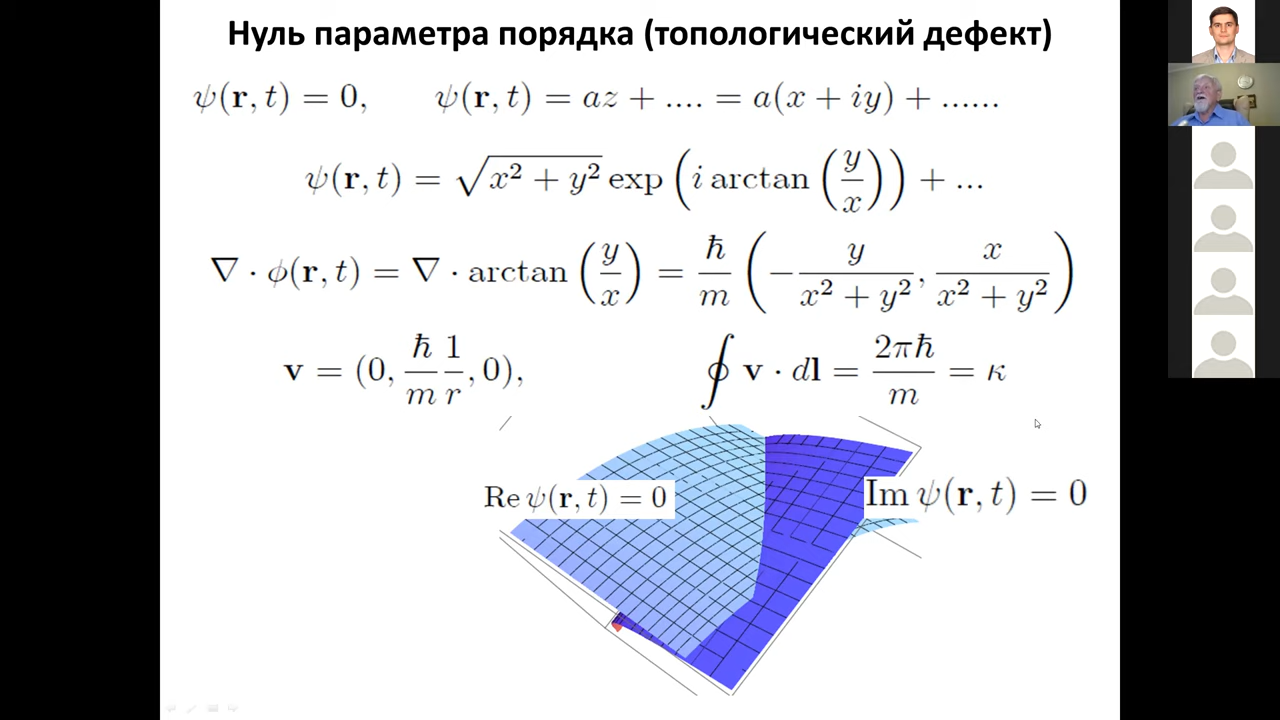 Нуль параметра порядка (топологический дефект)
ψ(r, t) = 0, ψ(r, t) = az + .... = a(x + iy) + ......
ψ(r, t) = √(x² + y²) exp (i arctan (y/x)) + ...
∇ · ϕ(r, t) = ∇ · arctan (y/x) = ℏ/m (−y/(x² + y²), x/(x² + y²))
v = (0, ℏ/m 1/r, 0), ∮ v · dl = 2πℏ/m = κ
Re ψ(r, t) = 0
Im ψ(r, t) = 0